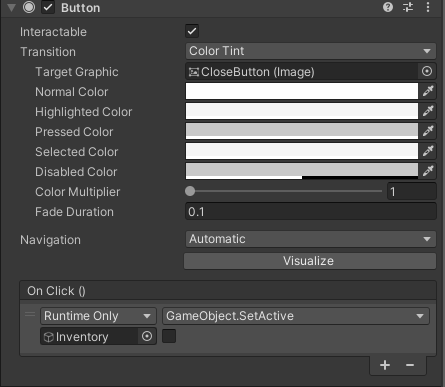 Button
Interactable
Transition Color Tint
Target Graphic CloseButton (Image)
Normal Color
Highlighted Color
Pressed Color
Selected Color
Disabled Color
Color Multiplier 1
Fade Duration 0.1
Navigation Automatic
Visualize
On Click ()
Runtime Only GameObject.SetActive
Inventory